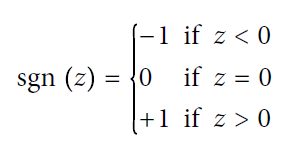 −1 if z < 0
sgn (z) = { 0 if z = 0
+1 if z > 0